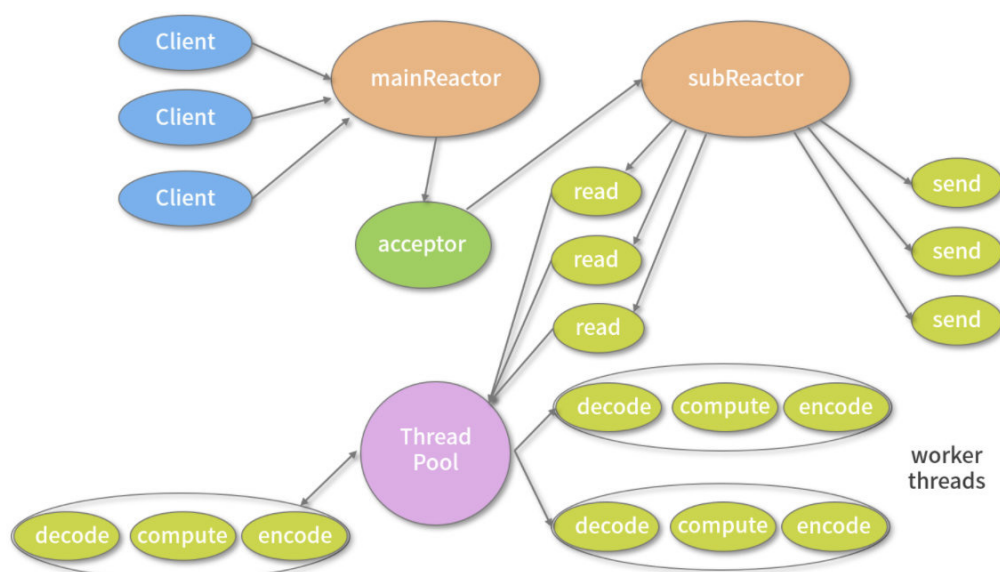 Client
mainReactor
subReactor
Client
Client
acceptor
read
send
read
send
read
send
Thread
Pool
decode compute encode
worker
threads
decode compute encode
decode compute encode